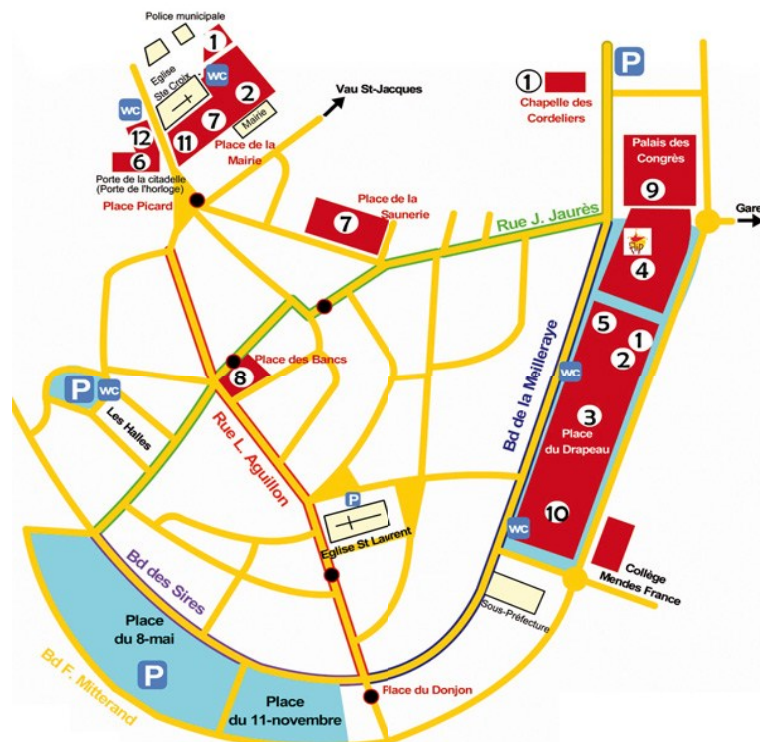 Police municipale
1
Eglise
Ste Croix
WC
2
WC
7
Mairie
12
11
6
Place de la
Mairie
Porte de la citadelle
(Porte de l'horloge)
Place Picard
Vau St-Jacques
1
Chapelle des
Cordeliers
P
Palais des
Congrès
9
Gare
Place de la
Saunerie
7
Rue J. Jaurès
Flip
4
5
1
2
WC
3
Place
du Drapeau
10
WC
Bd de la Meilleraye
Place des Bancs
8
P
WC
Les Halles
Rue L. Aguillon
P
Eglise St Laurent
Collège
Mendes France
Sous-Préfecture
Bd des Sires
Place
du 8-mai
P
Bd F. Mitterand
Place
du 11-novembre
Place du Donjon